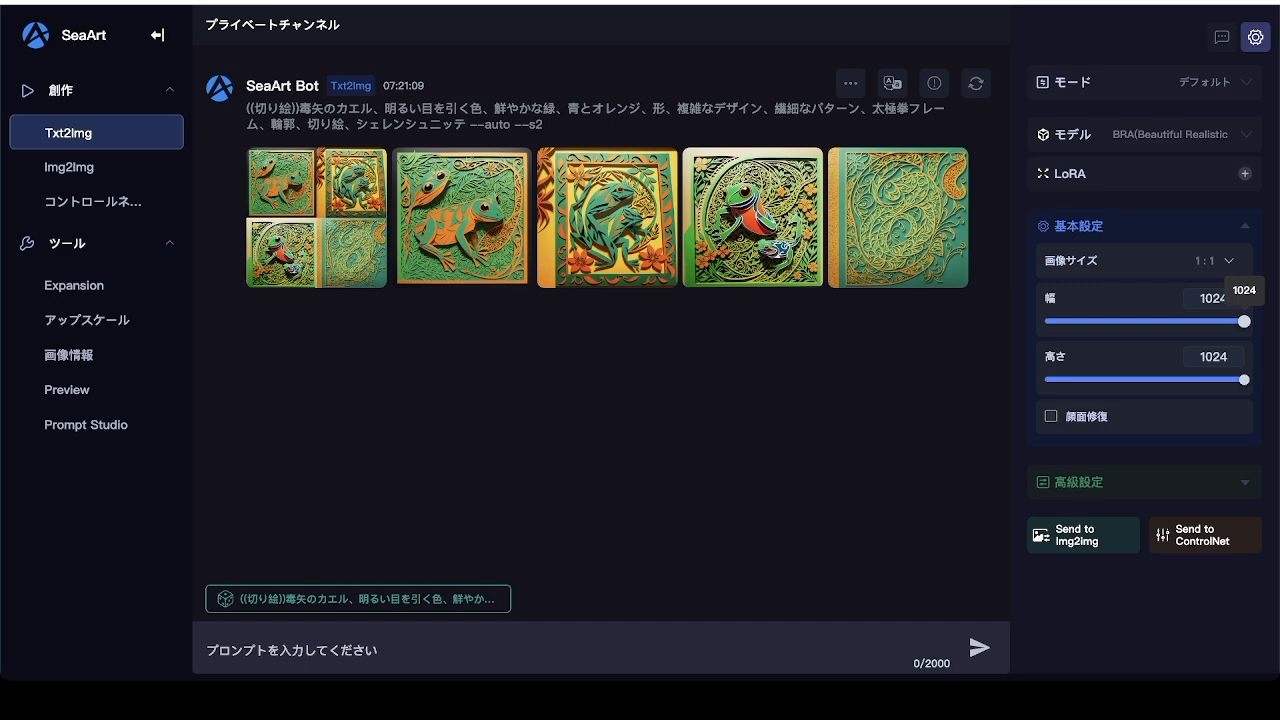 SeaArt
創作
Txt2Img
Img2Img
コントロールネ...
ツール
Expansion
アップスケール
画像情報
Preview
Prompt Studio
プライベートチャンネル
SeaArt Bot Txt2Img 07:21:09
((切り絵))毒矢のカエル、明るい目を引く色、鮮やかな緑、青とオレンジ、形、複雑なデザイン、繊細なパターン、太極拳フレー
ム、輪郭、切り絵、シェレンシュニッテ --auto --s2
((切り絵))毒矢のカエル、明るい目を引く色、鮮やか...
プロンプトを入力してください
0/2000
モード デフォルト
モデル BRA(Beautiful Realistic
LoRA
基本設定
画像サイズ 1 : 1
1024
幅 1024
高さ 1024
顔面修復
高級設定
Send to
Img2Img
Send to
ControlNet